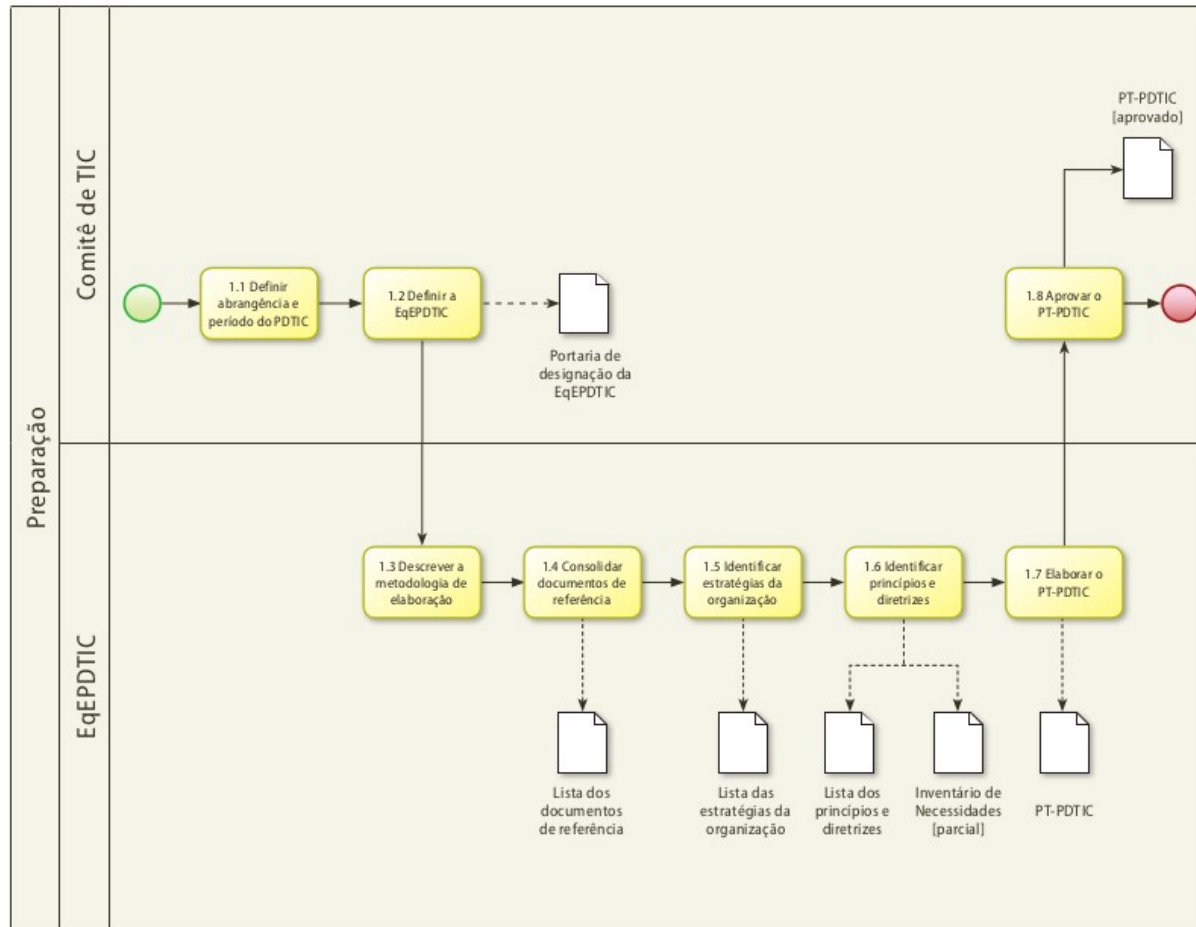 Preparação
Comitê de TIC
1.1 Definir
abrangência e
período do PDTIC
1.2 Definir a
EqEPDTIC
Portaria de
designação da
EqEPDTIC
PT-PDTIC
[aprovado]
1.8 Aprovar o
PT-PDTIC
EqEPDTIC
1.3 Descrever a
metodologia de
elaboração
1.4 Consolidar
documentos de
referência
1.5 Identificar
estratégias da
organização
1.6 Identificar
princípios e
diretrizes
1.7 Elaborar o
PT-PDTIC
Lista dos
documentos
de referência
Lista das
estratégias da
organização
Lista dos
princípios e
diretrizes
Inventário de
Necessidades
[parcial]
PT-PDTIC